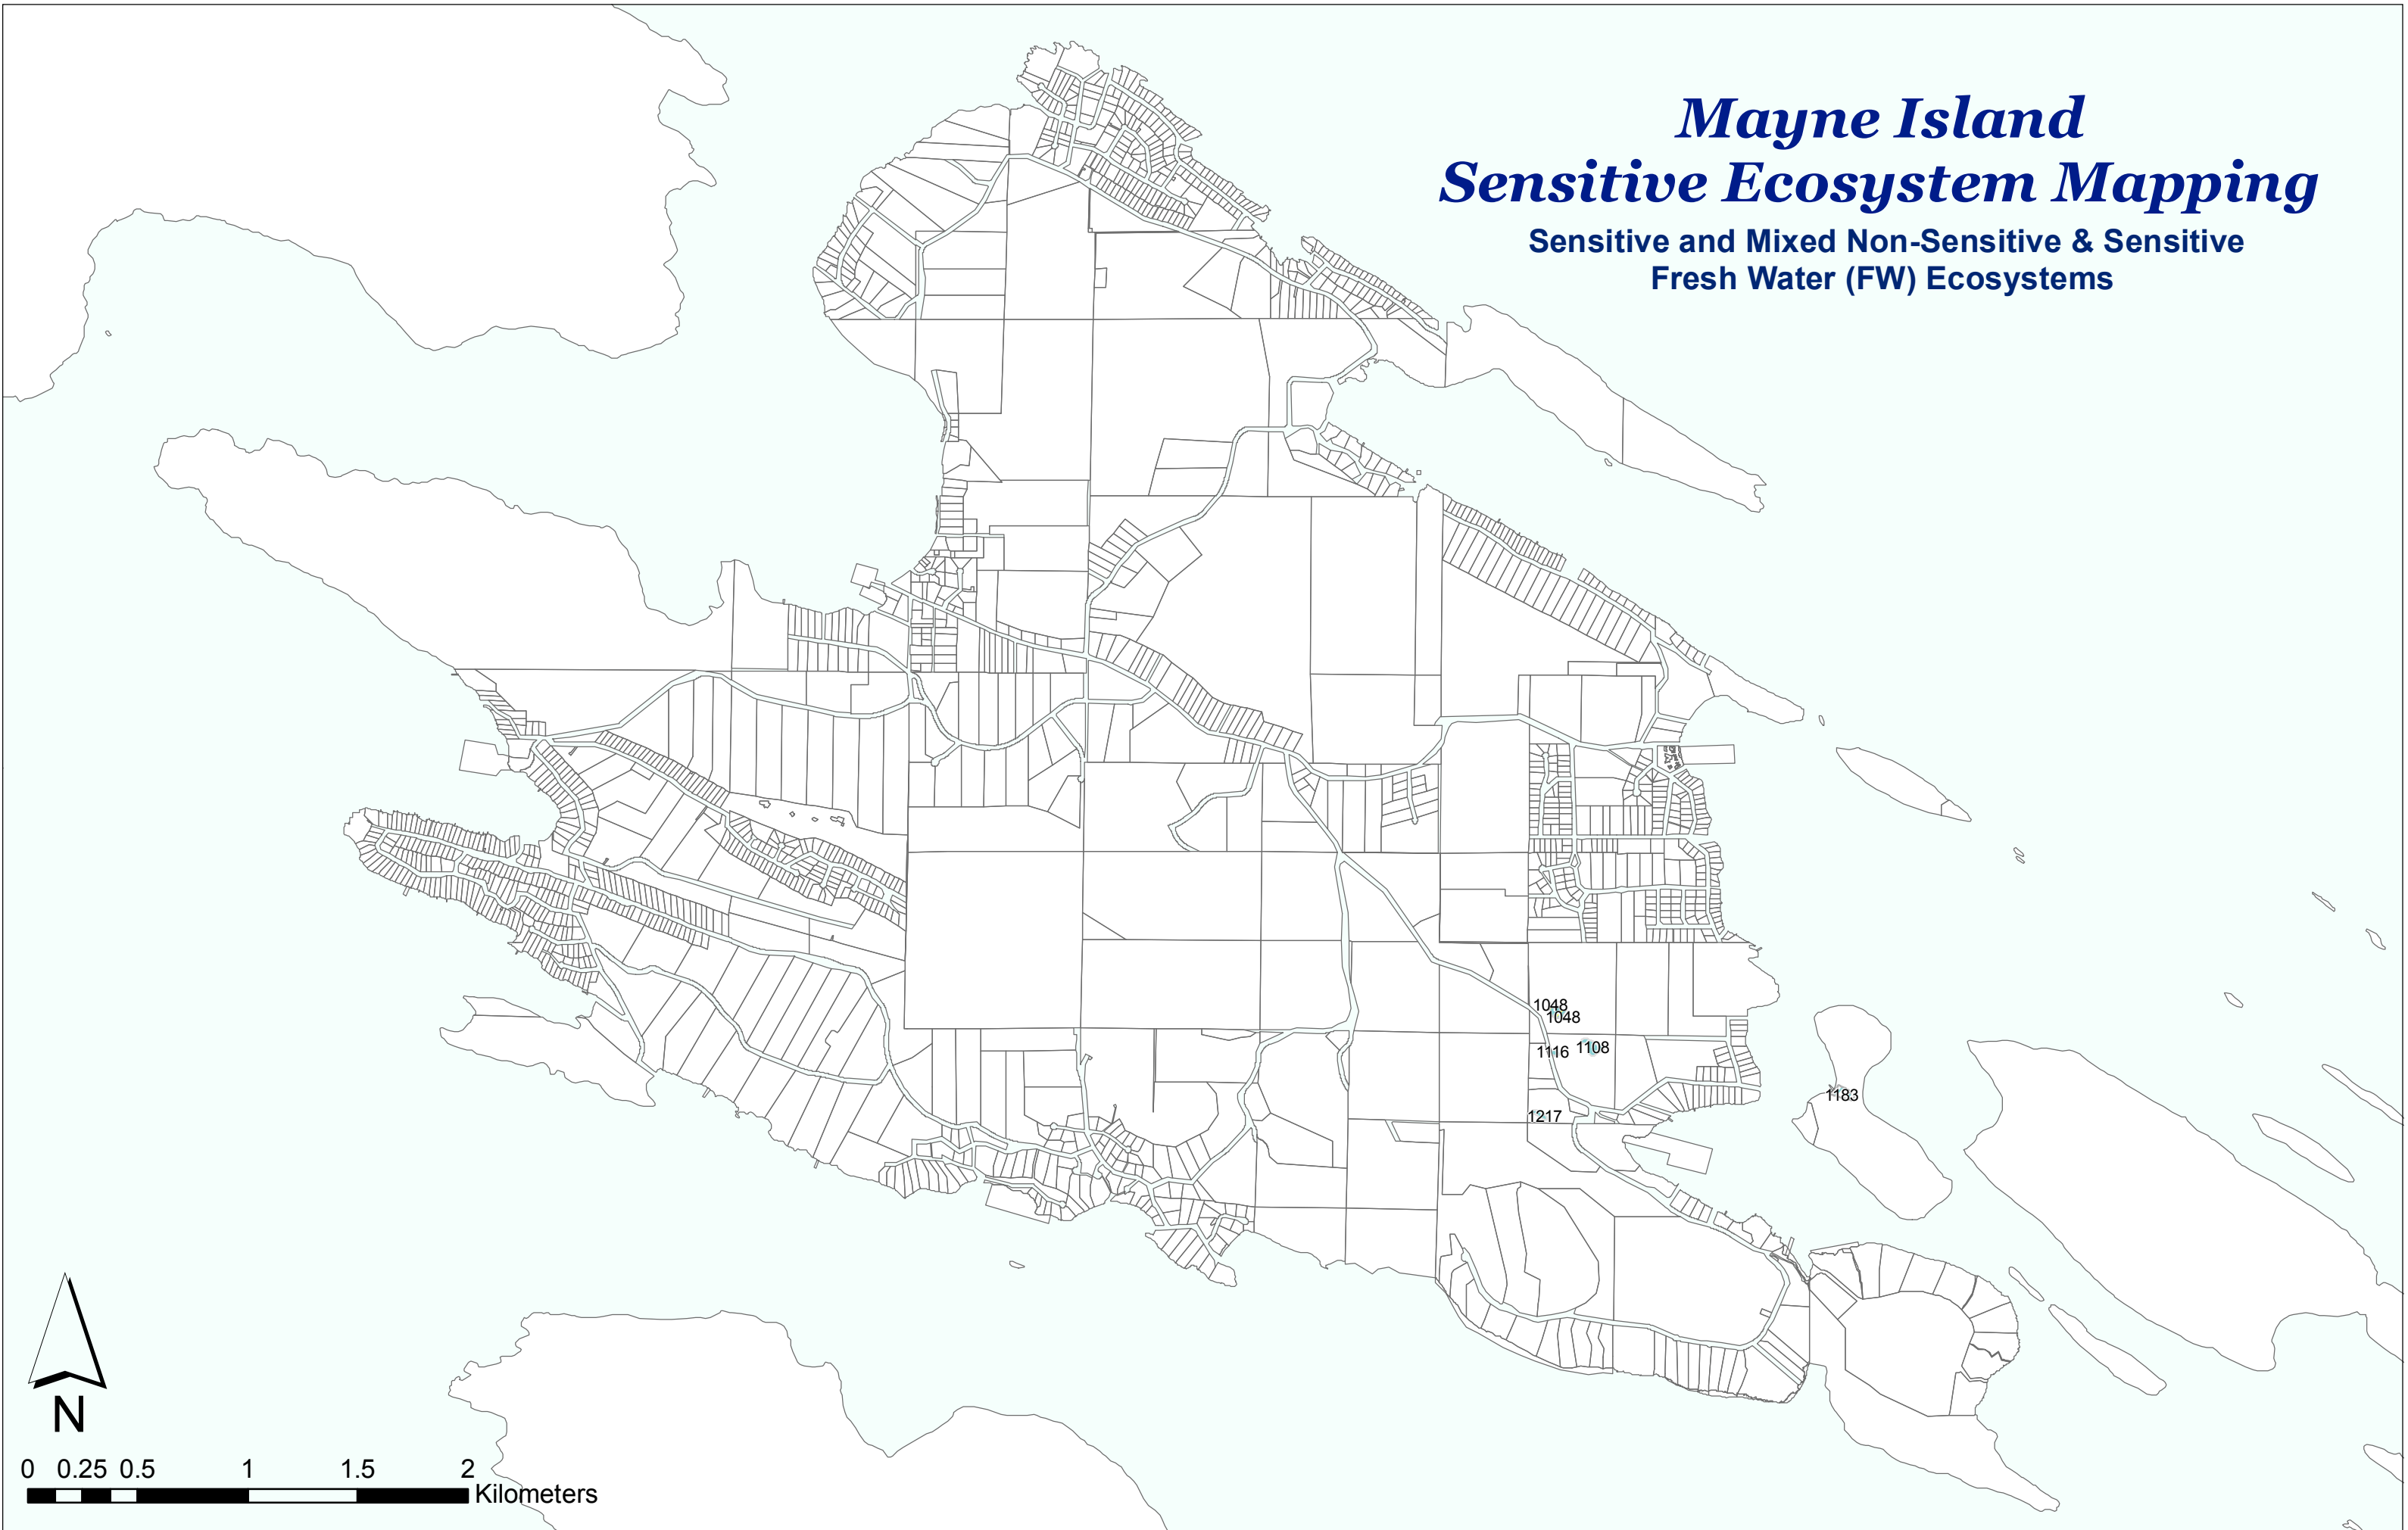 Mayne Island
Sensitive Ecosystem Mapping
Sensitive and Mixed Non-Sensitive & Sensitive
Fresh Water (FW) Ecosystems
1048
1048
1116 1108
1183
1217
N
0 0.25 0.5 1 1.5 2
Kilometers